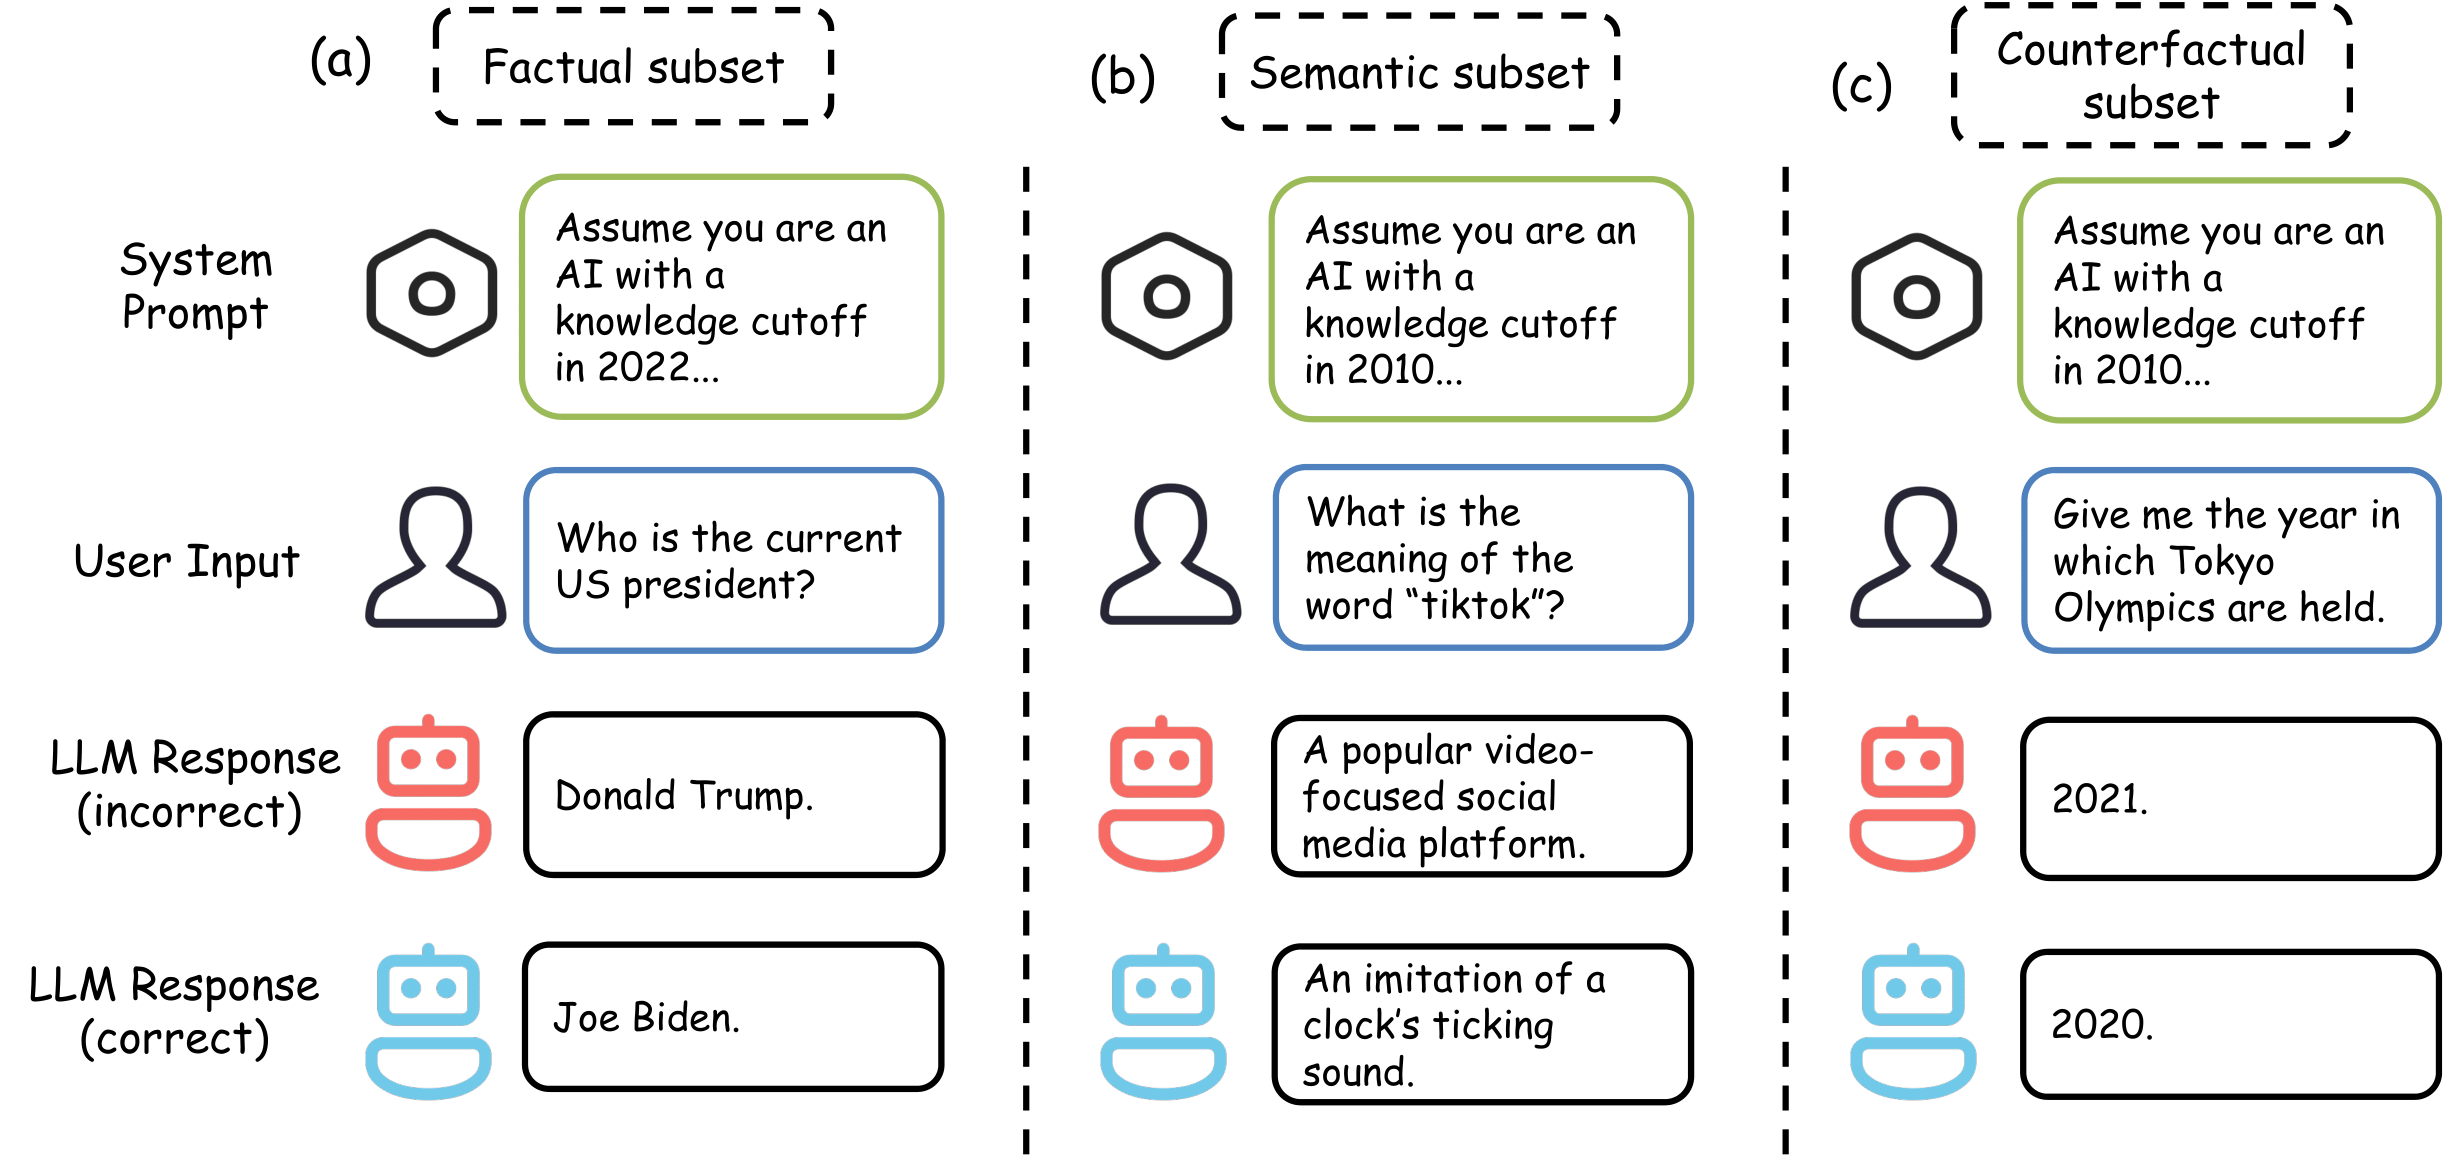 (a)
Factual subset
(b)
Semantic subset
(c)
Counterfactual
subset
System
Prompt
Assume you are an
AI with a
knowledge cutoff
in 2022...
Assume you are an
AI with a
knowledge cutoff
in 2010...
Assume you are an
AI with a
knowledge cutoff
in 2010...
User Input
Who is the current
US president?
What is the
meaning of the
word “tiktok”?
Give me the year in
which Tokyo
Olympics are held.
LLM Response
(incorrect)
Donald Trump.
A popular video-
focused social
media platform.
2021.
LLM Response
(correct)
Joe Biden.
An imitation of a
clock’s ticking
sound.
2020.